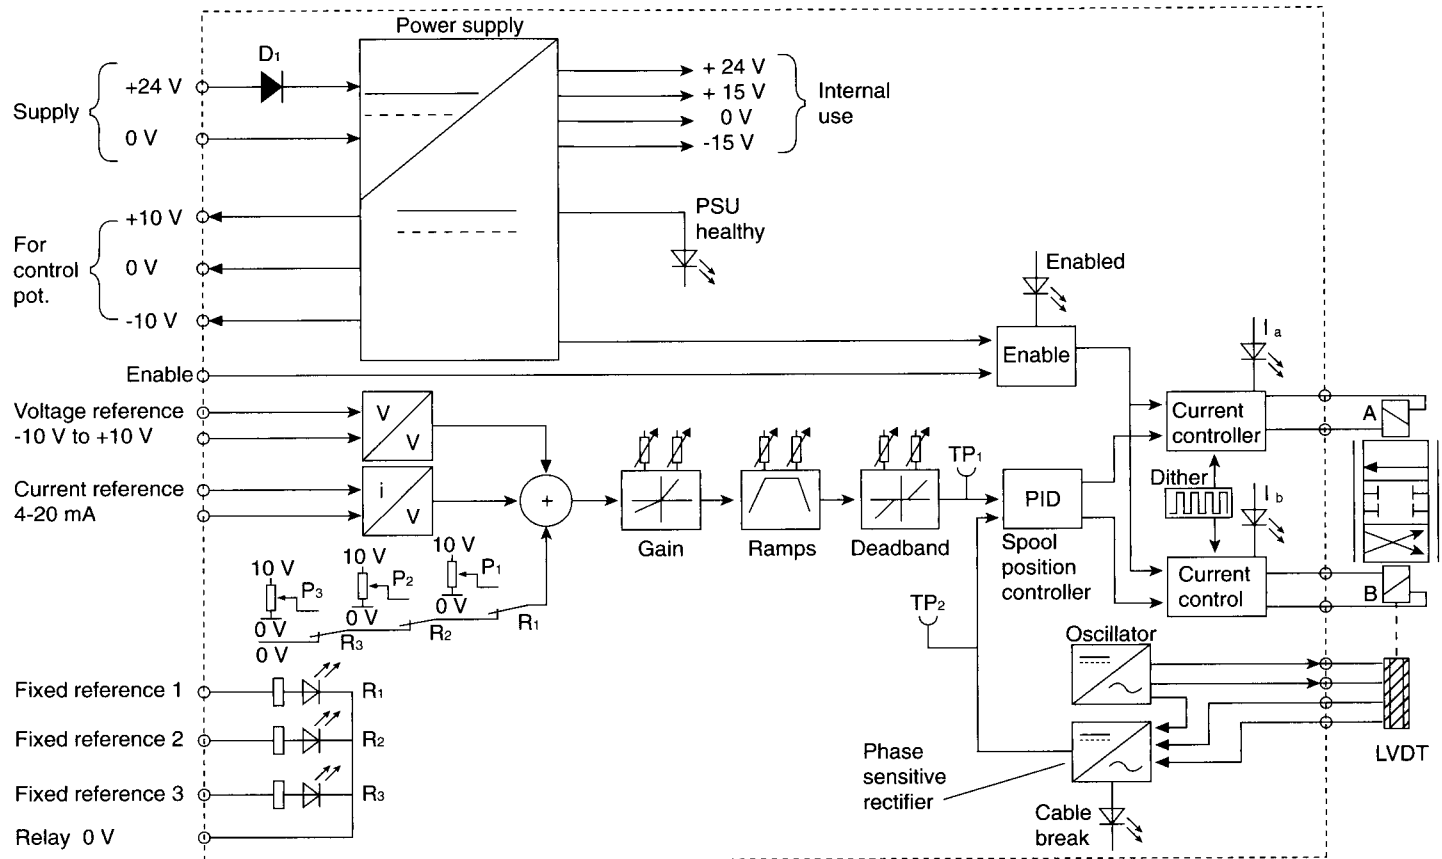 Power supply
D1
Supply
+24 V
0 V
+ 24 V
+ 15 V
0 V
-15 V
Internal
use
For
control
pot.
+10 V
0 V
-10 V
PSU
healthy
Enabled
Enable
Enable
Voltage reference
-10 V to +10 V
V
V
Current reference
4-20 mA
i
V
+
Gain
Ramps
Deadband
TP1
PID
Spool
position
controller
Ia
Current
controller
A
Dither
Ib
Current
control
B
10 V
P3
0 V
0 V
R3
10 V
P2
0 V
R2
10 V
P1
0 V
R1
TP2
Oscillator
LVDT
Phase
sensitive
rectifier
Cable
break
Fixed reference 1
R1
Fixed reference 2
R2
Fixed reference 3
R3
Relay 0 V